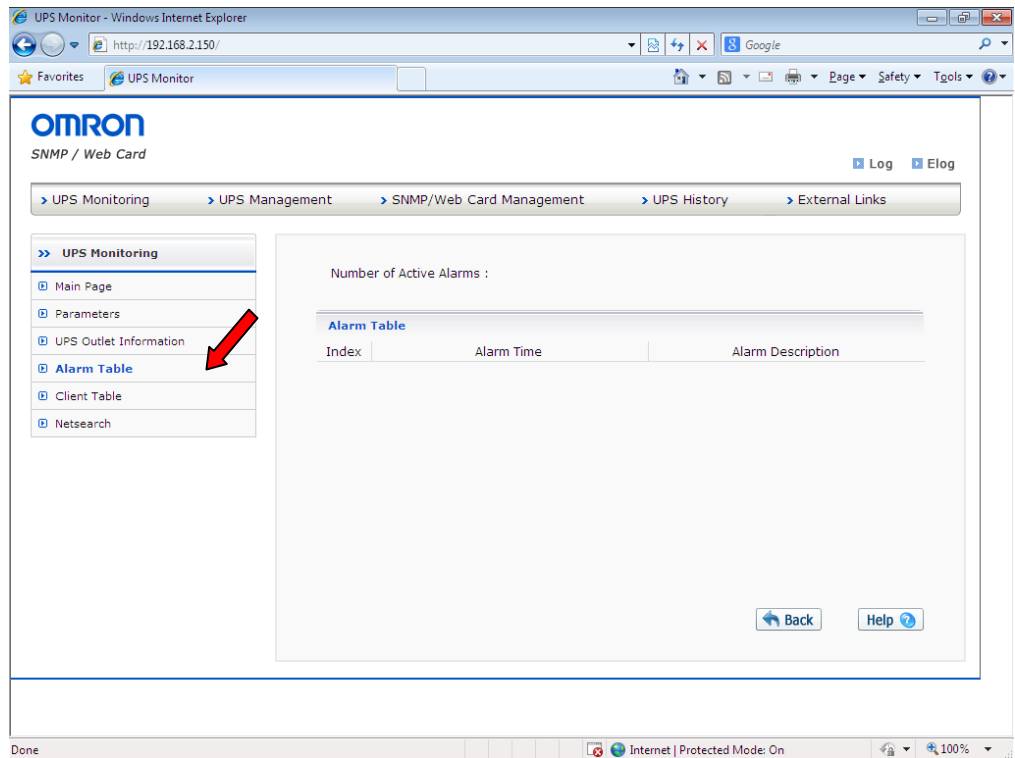 UPS Monitor - Windows Internet Explorer
http://192.168.2.150/
Google
Favorites
UPS Monitor
Page
Safety
Tools
OMRON
SNMP / Web Card
Log
Elog
UPS Monitoring
UPS Management
SNMP/Web Card Management
UPS History
External Links
UPS Monitoring
Main Page
Parameters
UPS Outlet Information
Alarm Table
Client Table
Netsearch
Number of Active Alarms :
Alarm Table
Index
Alarm Time
Alarm Description
Back
Help
Done
Internet | Protected Mode: On
100%